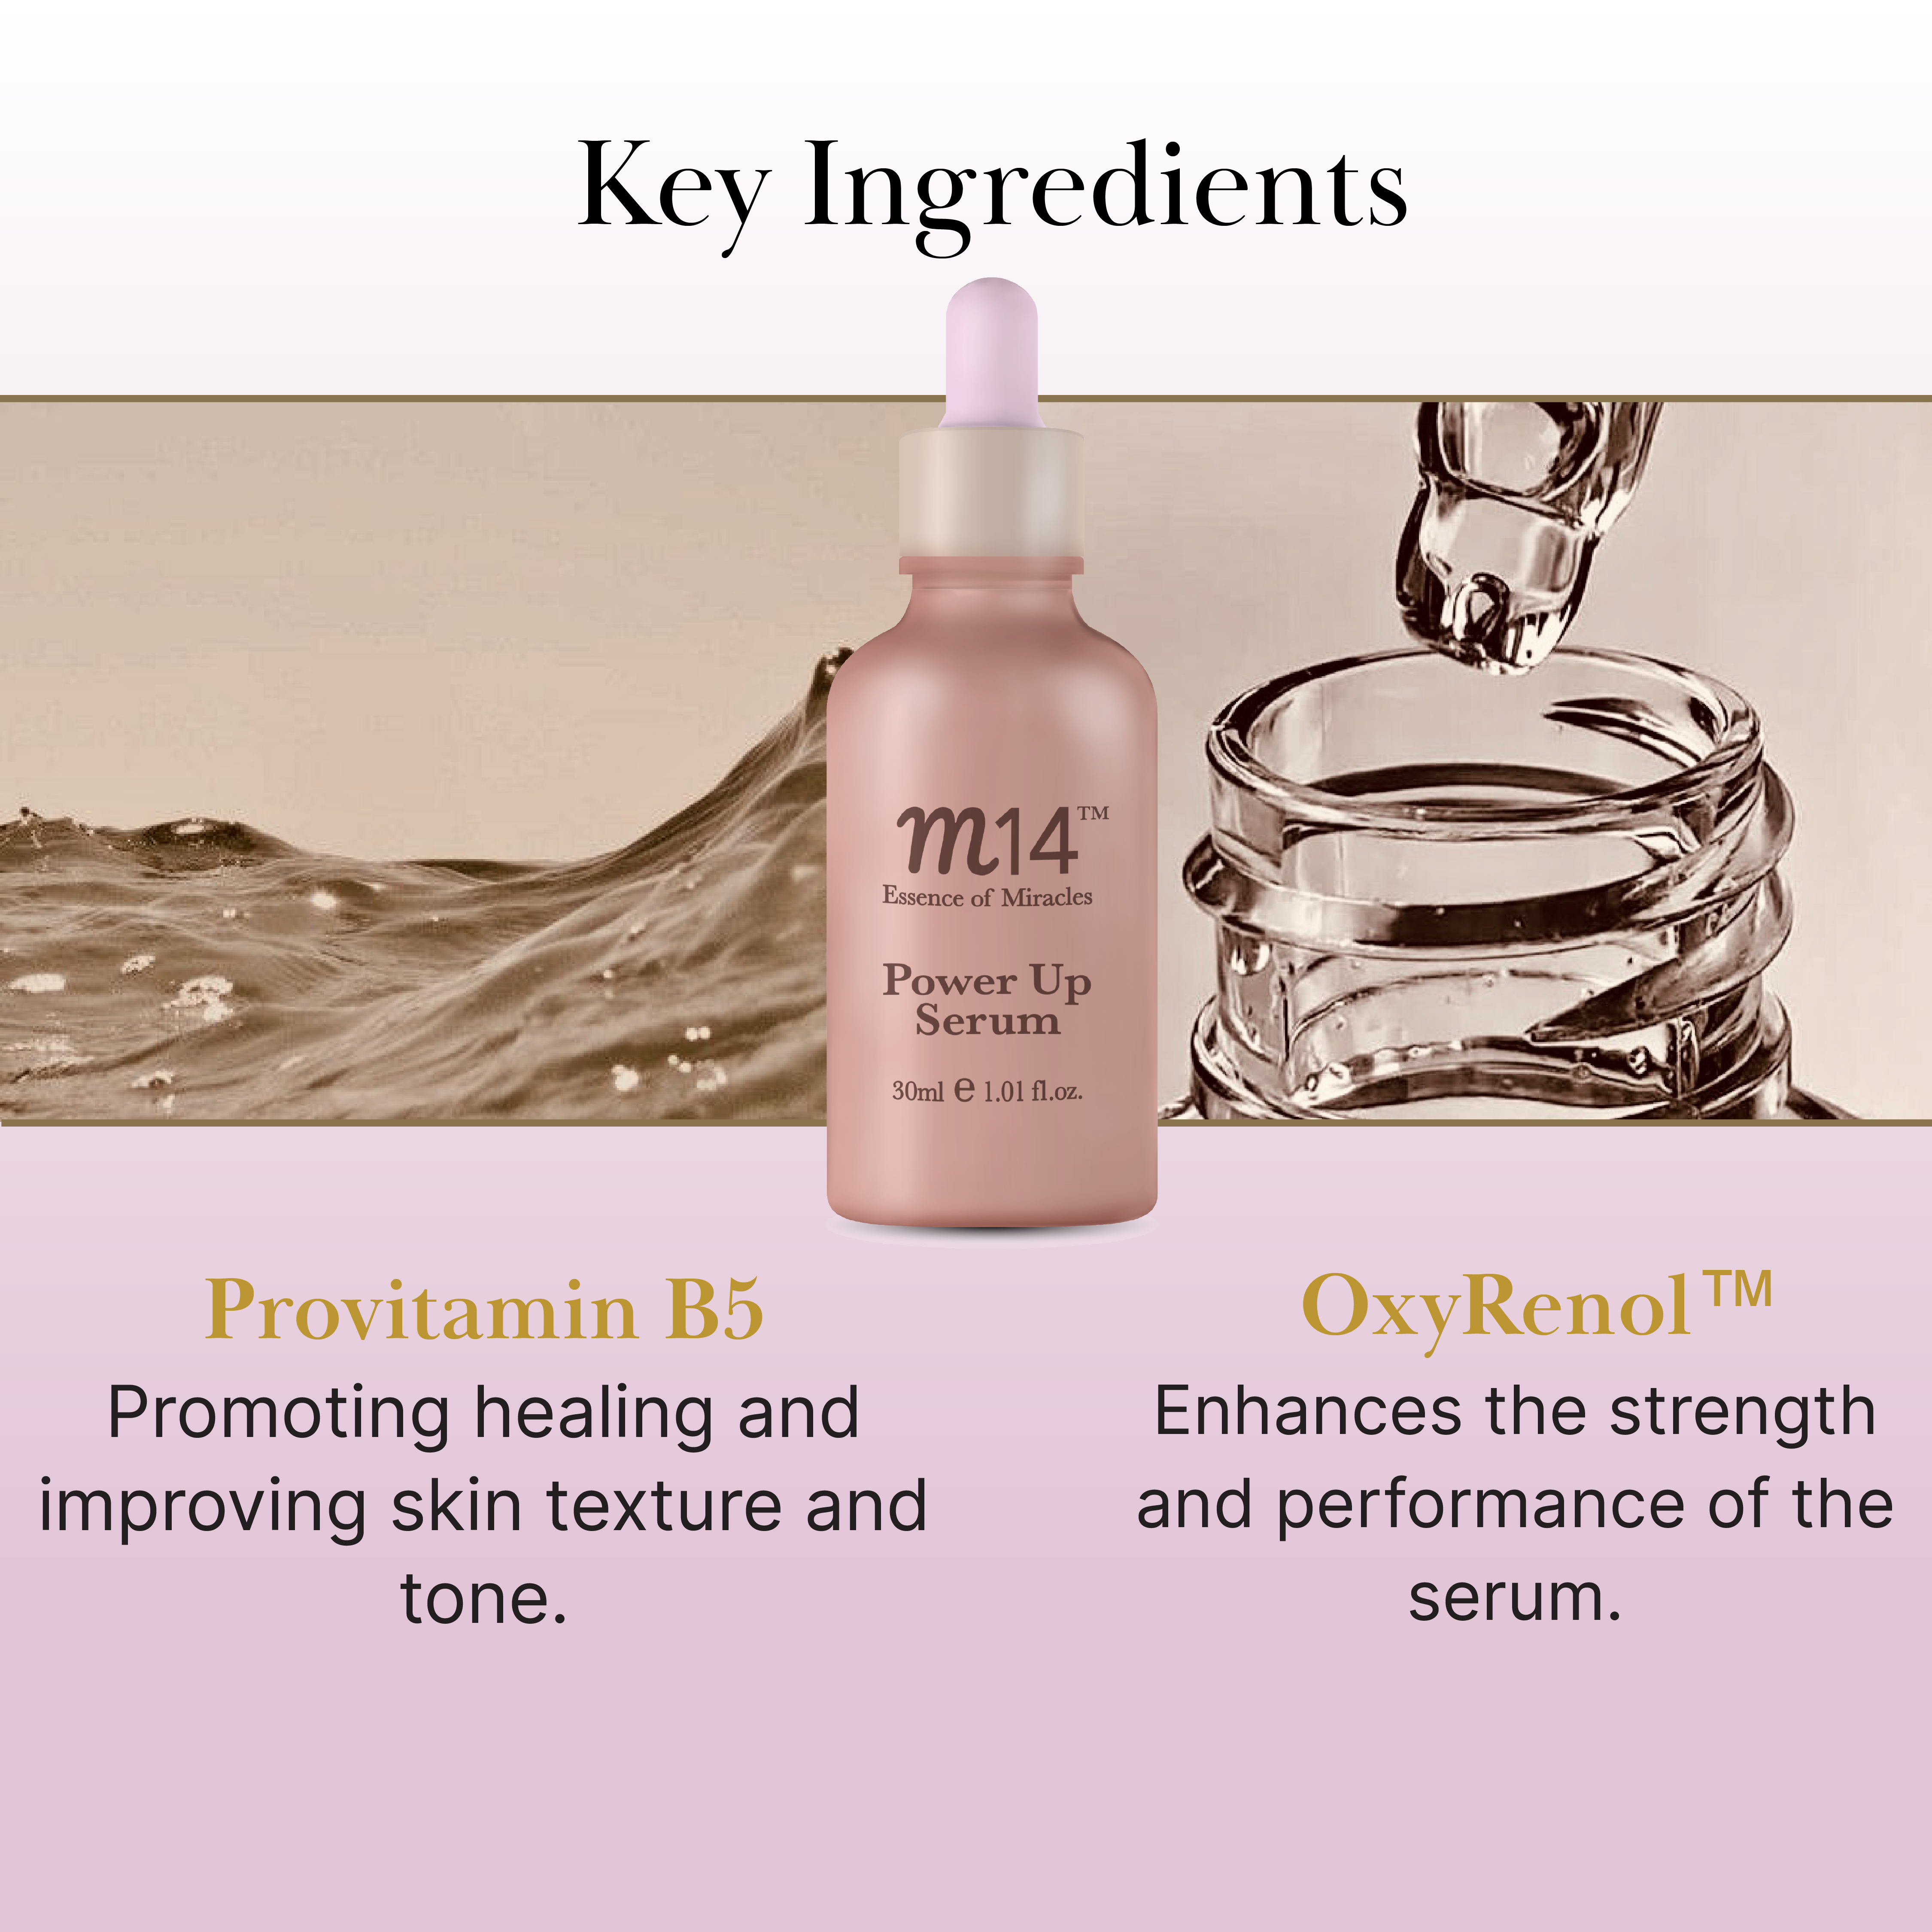 Key Ingredients
m14™
Essence of Miracles
Power Up
Serum
30ml ℮ 1.01 fl.oz.
Provitamin B5
Promoting healing and
improving skin texture and
tone.
OxyRenol™
Enhances the strength
and performance of the
serum.